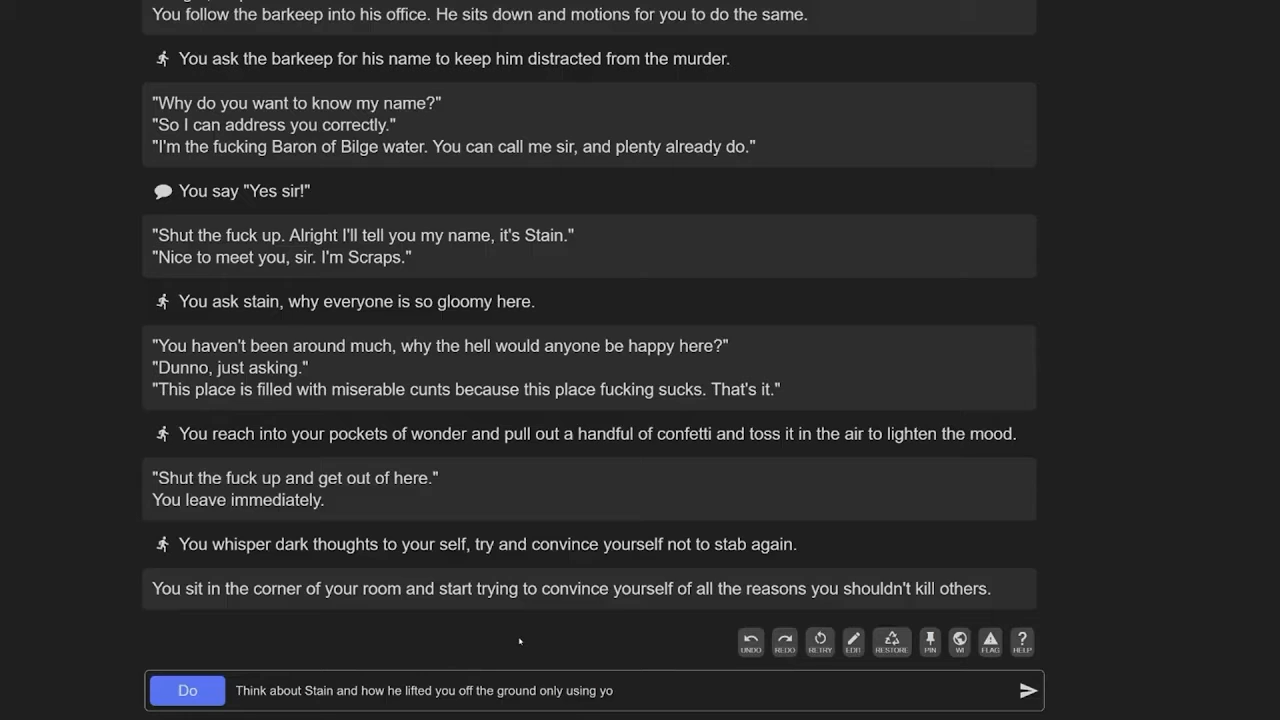 You follow the barkeep into his office. He sits down and motions for you to do the same.
You ask the barkeep for his name to keep him distracted from the murder.
"Why do you want to know my name?"
"So I can address you correctly."
"I'm the fucking Baron of Bilge water. You can call me sir, and plenty already do."
You say "Yes sir!"
"Shut the fuck up. Alright I'll tell you my name, it's Stain."
"Nice to meet you, sir. I'm Scraps."
You ask stain, why everyone is so gloomy here.
"You haven't been around much, why the hell would anyone be happy here?"
"Dunno, just asking."
"This place is filled with miserable cunts because this place fucking sucks. That's it."
You reach into your pockets of wonder and pull out a handful of confetti and toss it in the air to lighten the mood.
"Shut the fuck up and get out of here."
You leave immediately.
You whisper dark thoughts to your self, try and convince yourself not to stab again.
You sit in the corner of your room and start trying to convince yourself of all the reasons you shouldn't kill others.
UNDO REDO RETRY EDIT RESTORE PIN WI FLAG HELP
Do Think about Stain and how he lifted you off the ground only using yo